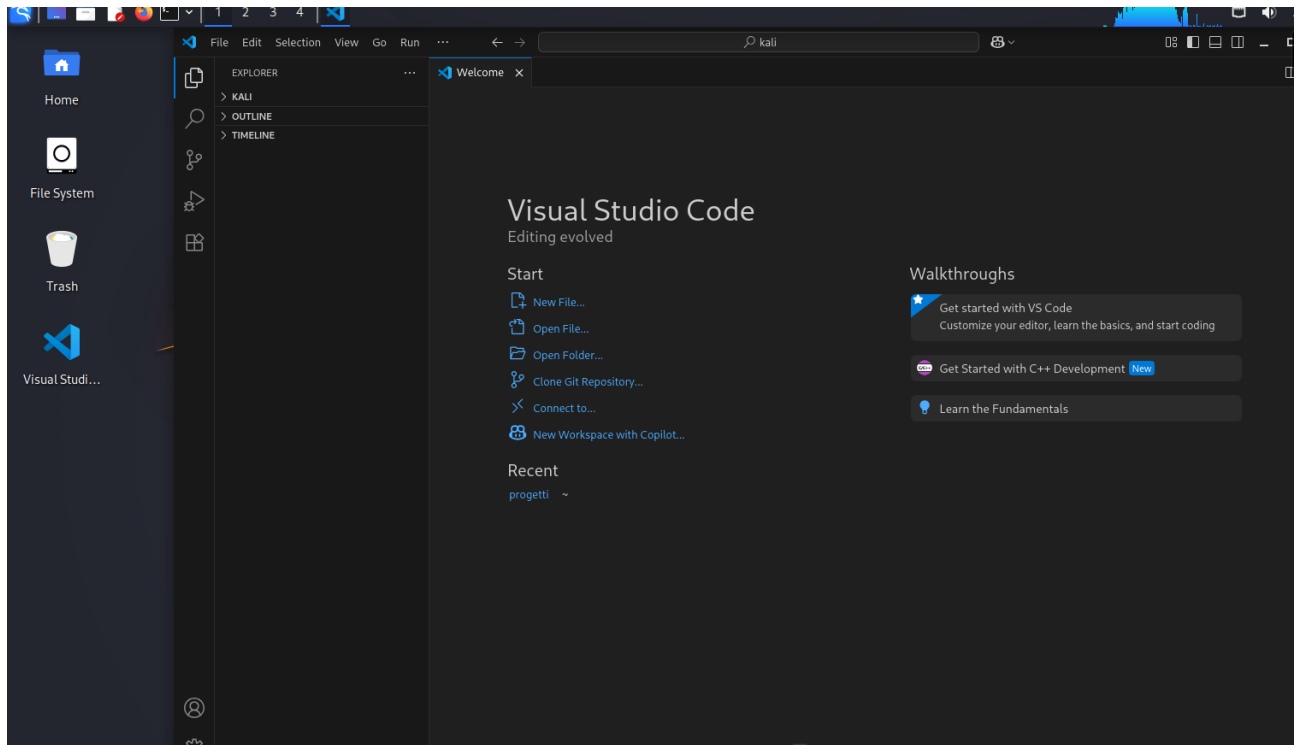 1 2 3 4
File Edit Selection View Go Run ··· kali
Home
File System
Trash
Visual Studi...
EXPLORER ···
KALI
OUTLINE
TIMELINE
Welcome
Visual Studio Code
Editing evolved
Start
New File...
Open File...
Open Folder...
Clone Git Repository...
Connect to...
New Workspace with Copilot...
Recent
progetti ~
Walkthroughs
Get started with VS Code
Customize your editor, learn the basics, and start coding
Get Started with C++ Development New
Learn the Fundamentals